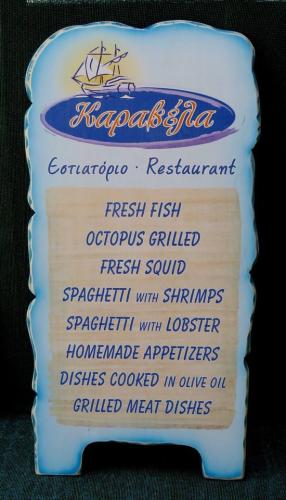 Καραβέλα
Εστιατόριο · Restaurant
FRESH FISH
OCTOPUS GRILLED
FRESH SQUID
SPAGHETTI WITH SHRIMPS
SPAGHETTI WITH LOBSTER
HOMEMADE APPETIZERS
DISHES COOKED IN OLIVE OIL
GRILLED MEAT DISHES